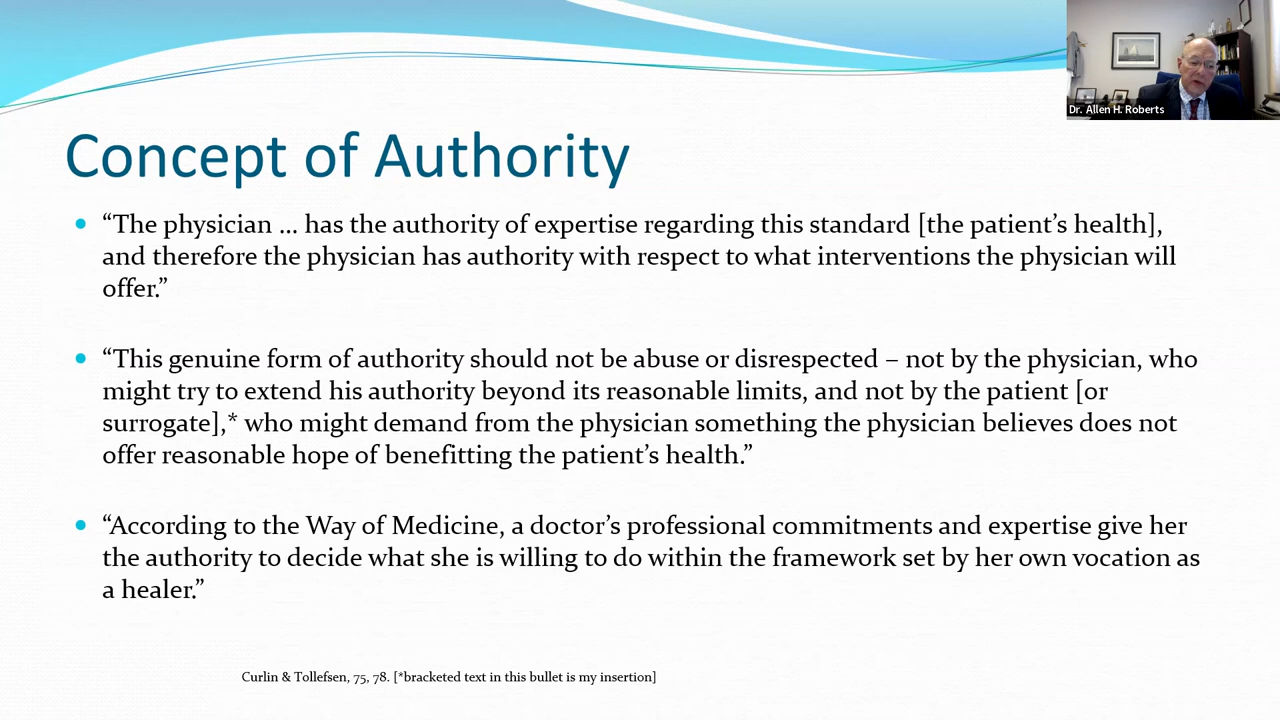 Dr. Allen H. Roberts
Concept of Authority
• “The physician ... has the authority of expertise regarding this standard [the patient’s health],
and therefore the physician has authority with respect to what interventions the physician will
offer.”
• “This genuine form of authority should not be abuse or disrespected – not by the physician, who
might try to extend his authority beyond its reasonable limits, and not by the patient [or
surrogate],* who might demand from the physician something the physician believes does not
offer reasonable hope of benefitting the patient’s health.”
• “According to the Way of Medicine, a doctor’s professional commitments and expertise give her
the authority to decide what she is willing to do within the framework set by her own vocation as
a healer.”
Curlin & Tollefsen, 75, 78. [*bracketed text in this bullet is my insertion]